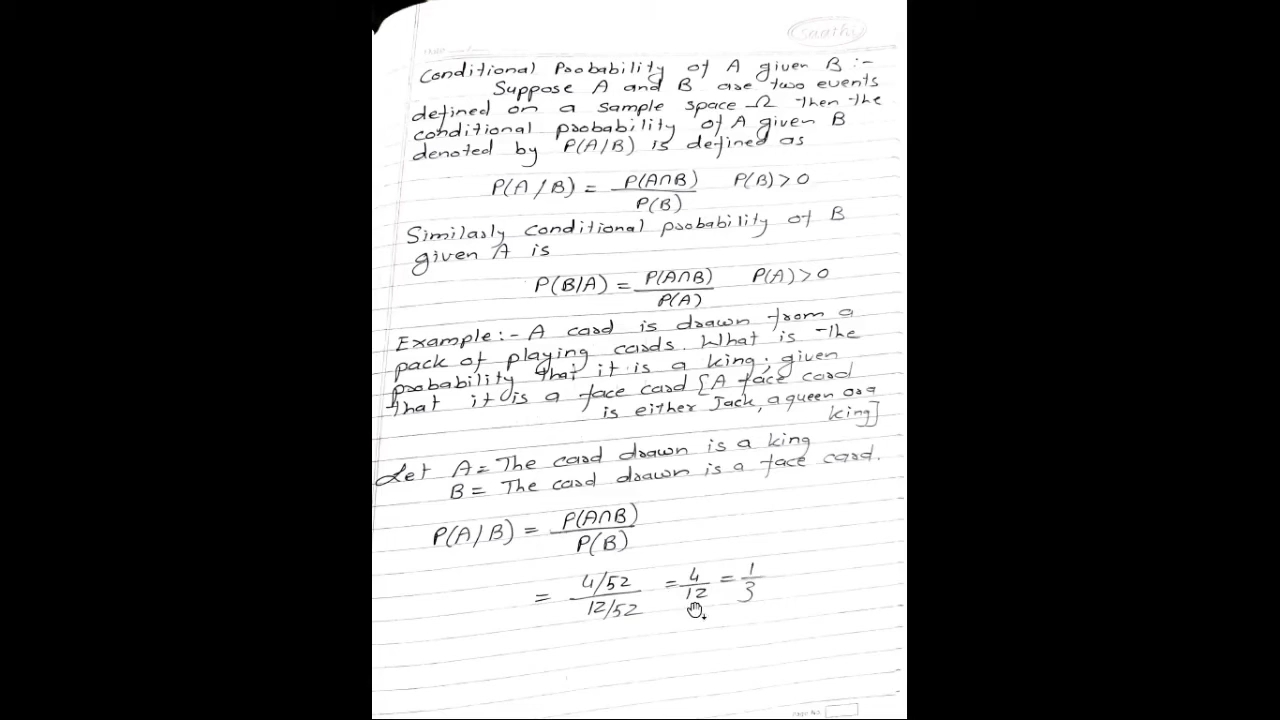 Saathi
Conditional Probability of A given B :-
Suppose A and B are two events
defined on a sample space Ω then the
conditional probability of A given B
denoted by P(A/B) is defined as
P(A/B) = P(A∩B) / P(B) P(B) > 0
Similarly conditional probability of B
given A is
P(B/A) = P(A∩B) / P(A) P(A) > 0
Example:- A card is drawn from a
pack of playing cards. What is the
probability that it is a king; given
that it is a face card [A face card
is either Jack, a queen or a
king]
Let A = The card drawn is a king
B = The card drawn is a face card.
P(A/B) = P(A∩B) / P(B)
= 4/52 / 12/52 = 4/12 = 1/3